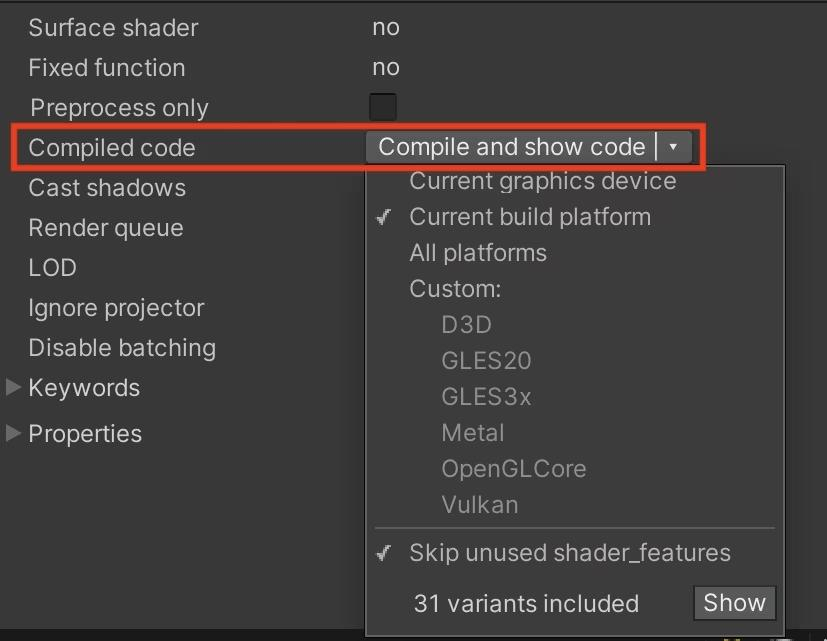 Surface shader no
Fixed function no
Preprocess only
Compiled code Compile and show code
Cast shadows Current graphics device
Current build platform
Render queue
All platforms
LOD
Custom:
Ignore projector
D3D
Disable batching
GLES20
Keywords
GLES3x
Properties
Metal
OpenGLCore
Vulkan
Skip unused shader_features
31 variants included Show